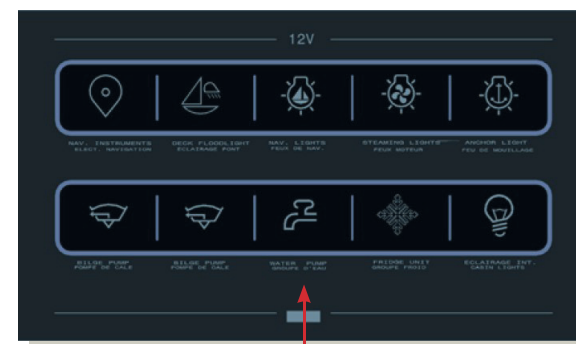 12V
NAV. INSTRUMENTS
ELECT. NAVIGATION
DECK FLOODLIGHT
ECLAIRAGE PONT
NAV. LIGHTS
FEUX DE NAV.
STEAMING LIGHTS
FEUX MOTEUR
ANCHOR LIGHT
FEU DE MOUILLAGE
BILGE PUMP
POMPE DE CALE
BILGE PUMP
POMPE DE CALE
WATER PUMP
GROUPE D'EAU
FRIDGE UNIT
GROUPE FROID
ECLAIRAGE INT.
CABIN LIGHTS